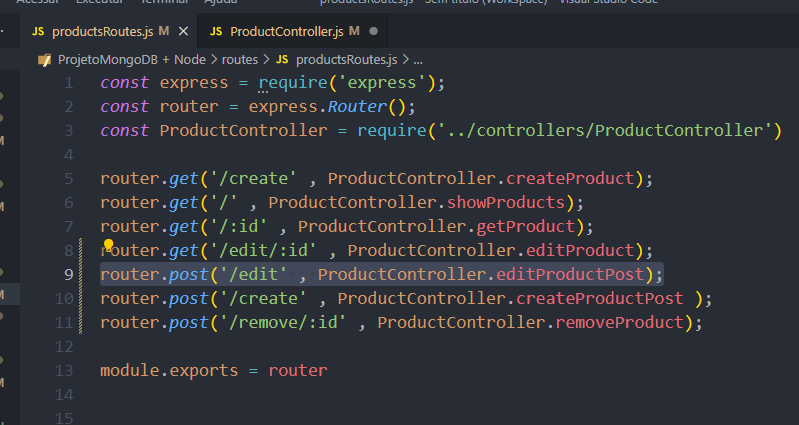 Acessar Executar Terminal Ajuda productsRoutes.js - Sem título (Workspace) - Visual Studio Code
JS productsRoutes.js M × JS ProductController.js M ●
ProjetoMongoDB + Node > routes > JS productsRoutes.js > ...
1 const express = require('express');
2 const router = express.Router();
3 const ProductController = require('../controllers/ProductController')
4
5 router.get('/create' , ProductController.createProduct);
6 router.get('/' , ProductController.showProducts);
7 router.get('/:id' , ProductController.getProduct);
8 router.get('/edit/:id' , ProductController.editProduct);
9 router.post('/edit' , ProductController.editProductPost);
10 router.post('/create' , ProductController.createProductPost );
11 router.post('/remove/:id' , ProductController.removeProduct);
12
13 module.exports = router
14
15